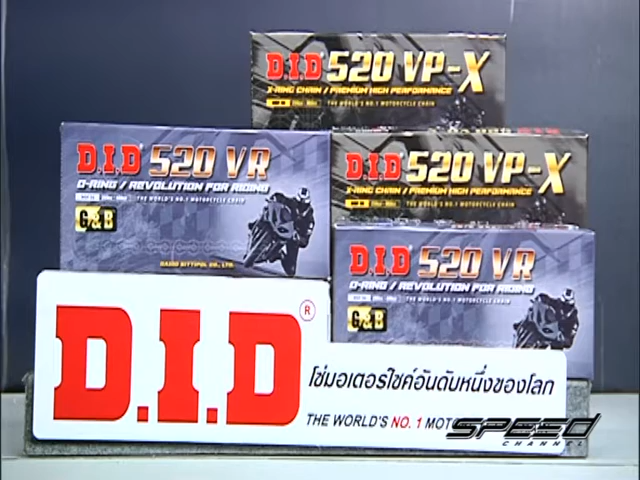 D.I.D 520 VP-X
X-RING CHAIN / PREMIUM HIGH PERFORMANCE
THE WORLD'S NO.1 MOTORCYCLE CHAIN
D.I.D 520 VR
O-RING / REVOLUTION FOR RIDING
THE WORLD'S NO.1 MOTORCYCLE CHAIN
G&B
DAIDO SITTIPOL CO., LTD.
D.I.D 520 VP-X
X-RING CHAIN / PREMIUM HIGH PERFORMANCE
THE WORLD'S NO.1 MOTORCYCLE CHAIN
D.I.D 520 VR
O-RING / REVOLUTION FOR RIDING
THE WORLD'S NO.1 MOTORCYCLE CHAIN
G&B
D.I.D®
โซ่มอเตอร์ไซค์อันดับหนึ่งของโลก
THE WORLD'S NO. 1 MOT
SPEED
CHANNEL